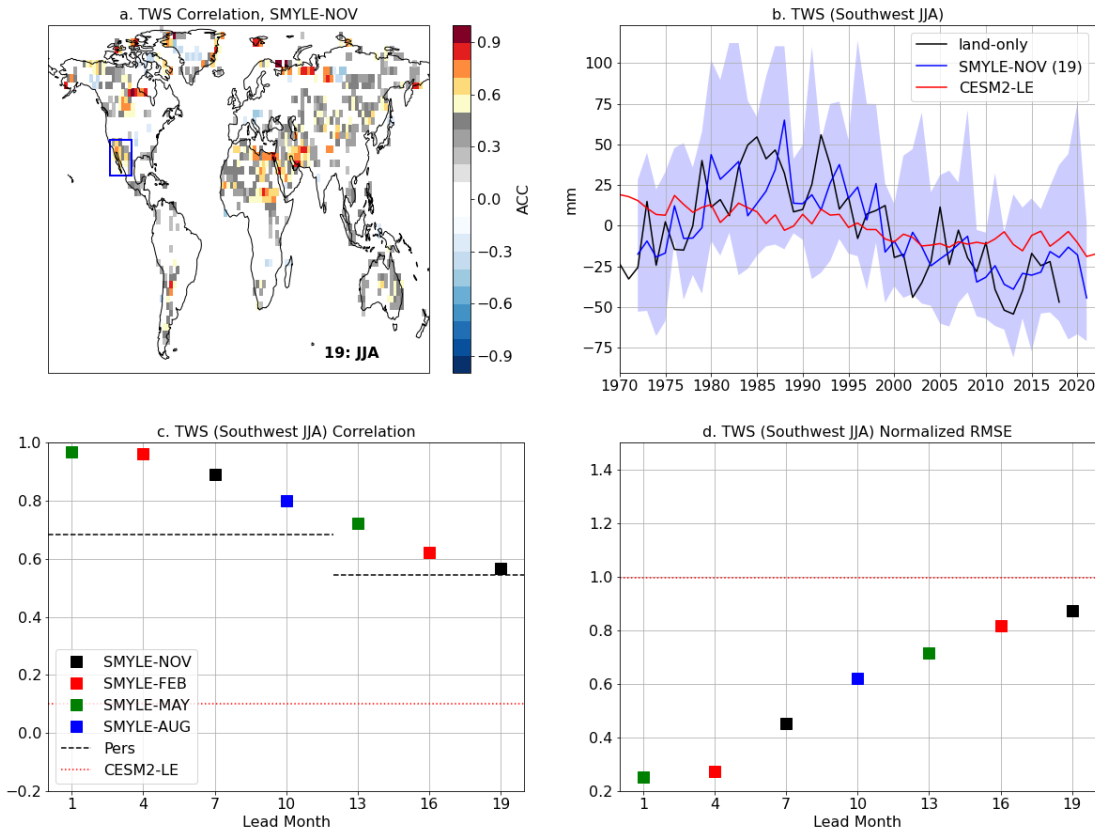 a. TWS Correlation, SMYLE-NOV
19: JJA
0.9
0.6
0.3
0.0
−0.3
−0.6
−0.9
ACC
b. TWS (Southwest JJA)
land-only
SMYLE-NOV (19)
CESM2-LE
100
75
50
25
0
−25
−50
−75
mm
1970 1975 1980 1985 1990 1995 2000 2005 2010 2015 2020
c. TWS (Southwest JJA) Correlation
1.0
0.8
0.6
0.4
0.2
0.0
−0.2
SMYLE-NOV
SMYLE-FEB
SMYLE-MAY
SMYLE-AUG
Pers
CESM2-LE
1 4 7 10 13 16 19
Lead Month
d. TWS (Southwest JJA) Normalized RMSE
1.4
1.2
1.0
0.8
0.6
0.4
0.2
1 4 7 10 13 16 19
Lead Month